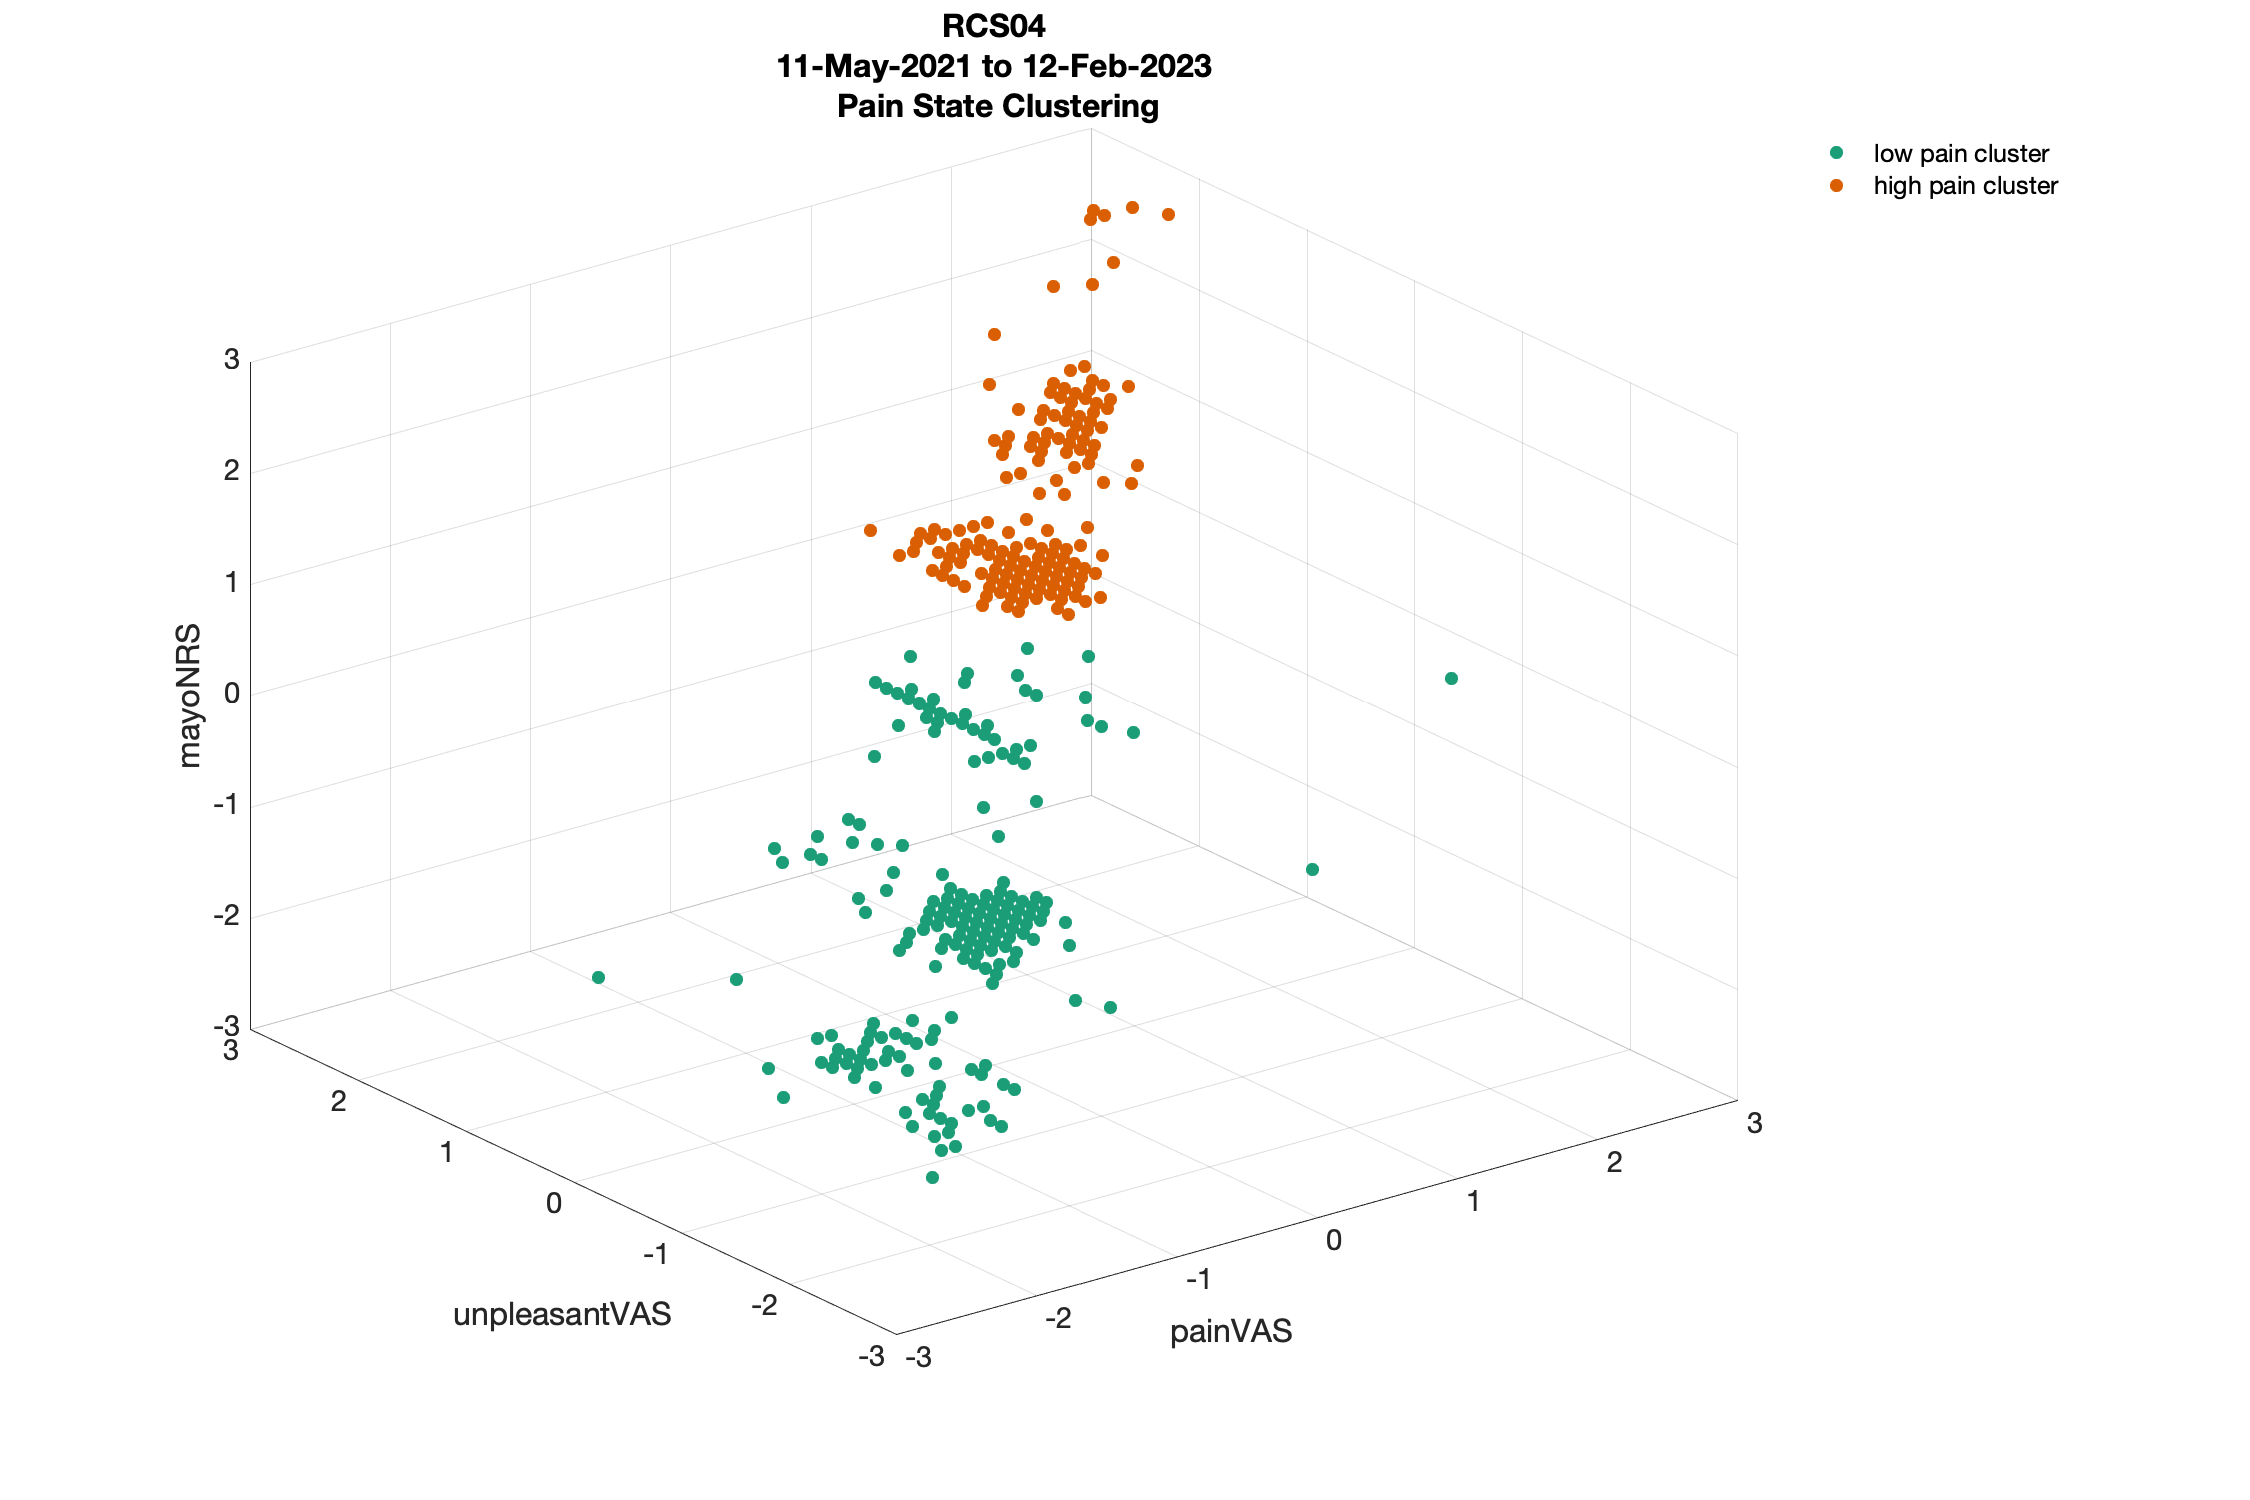 RCS04
11-May-2021 to 12-Feb-2023
Pain State Clustering
low pain cluster
high pain cluster
mayoNRS
3
2
1
0
-1
-2
-3
unpleasantVAS
3
2
1
0
-1
-2
-3
painVAS
-3
-2
-1
0
1
2
3